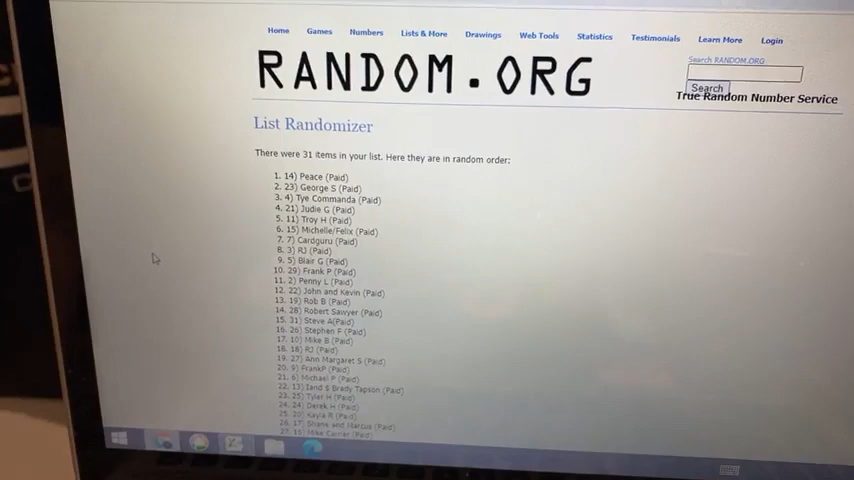 Home Games Numbers Lists & More Drawings Web Tools Statistics Testimonials Learn More Login
Search RANDOM.ORG
RANDOM.ORG
Search
True Random Number Service
List Randomizer
There were 31 items in your list. Here they are in random order:
1. 14) Peace (Paid)
2. 23) George S (Paid)
3. 4) Tye Commanda (Paid)
4. 21) Judie G (Paid)
5. 11) Troy H (Paid)
6. 15) Michelle/Felix (Paid)
7. 7) Cardguru (Paid)
8. 3) RJ (Paid)
9. 5) Blair G (Paid)
10. 29) Frank P (Paid)
11. 2) Penny L (Paid)
12. 22) John and Kevin (Paid)
13. 19) Rob B (Paid)
14. 28) Robert Sawyer (Paid)
15. 31) Steve A(Paid)
16. 26) Stephen F (Paid)
17. 10) Mike B (Paid)
18. 18) RJ (Paid)
19. 27) Ann Margaret S (Paid)
20. 9) FrankP (Paid)
21. 6) Michael P (Paid)
22. 13) S Brady Tapson (Paid)
23. 25) Tyler H (Paid)
24. 24) Derek H (Paid)
25. 20) Kayla R (Paid)
26. 17) Shane and Marcus (Paid)
27. 16) Mike Carrier (Paid)